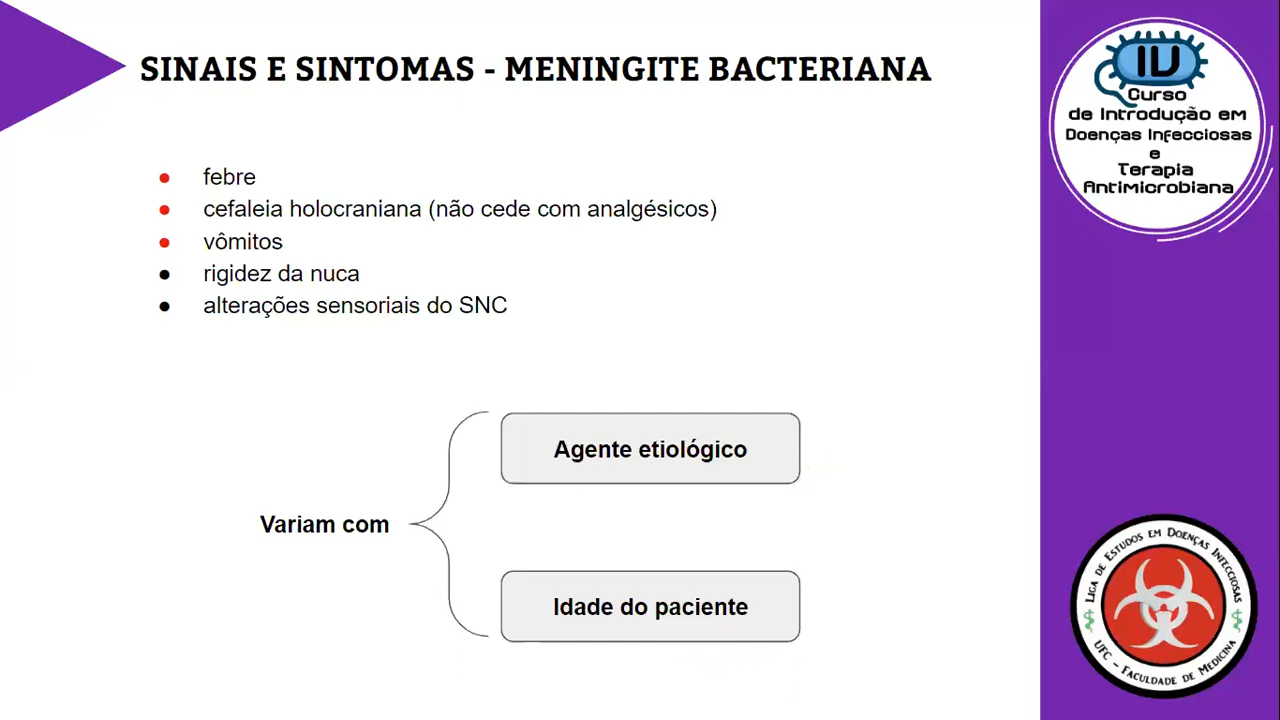 SINAIS E SINTOMAS - MENINGITE BACTERIANA
febre
cefaleia holocraniana (não cede com analgésicos)
vômitos
rigidez da nuca
alterações sensoriais do SNC
Variam com
Agente etiológico
Idade do paciente
IV
Curso
de Introdução em
Doenças Infecciosas
e
Terapia
Antimicrobiana
Liga de Estudos em Doenças Infecciosas
UFC - Faculdade de Medicina